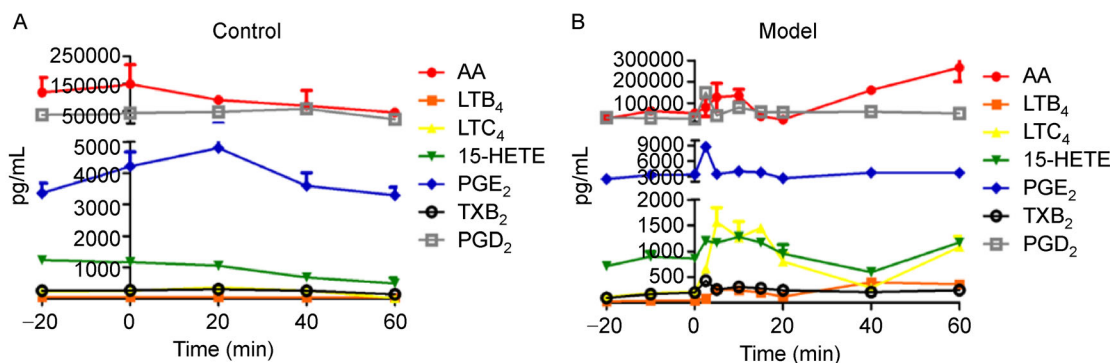 A
Control
250000
150000
50000
5000
4000
3000
2000
1000
pg/mL
−20 0 20 40 60
Time (min)
AA
LTB4
LTC4
15-HETE
PGE2
TXB2
PGD2
B
Model
300000
200000
100000
9000
6000
3000
2000
1500
1000
500
pg/mL
−20 0 20 40 60
Time (min)
AA
LTB4
LTC4
15-HETE
PGE2
TXB2
PGD2